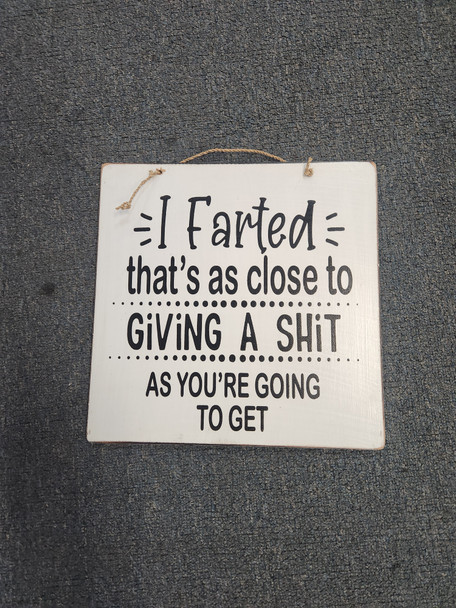 I Farted
that's as close to
GiViNG A SHiT
AS YOU'RE GOING
TO GET